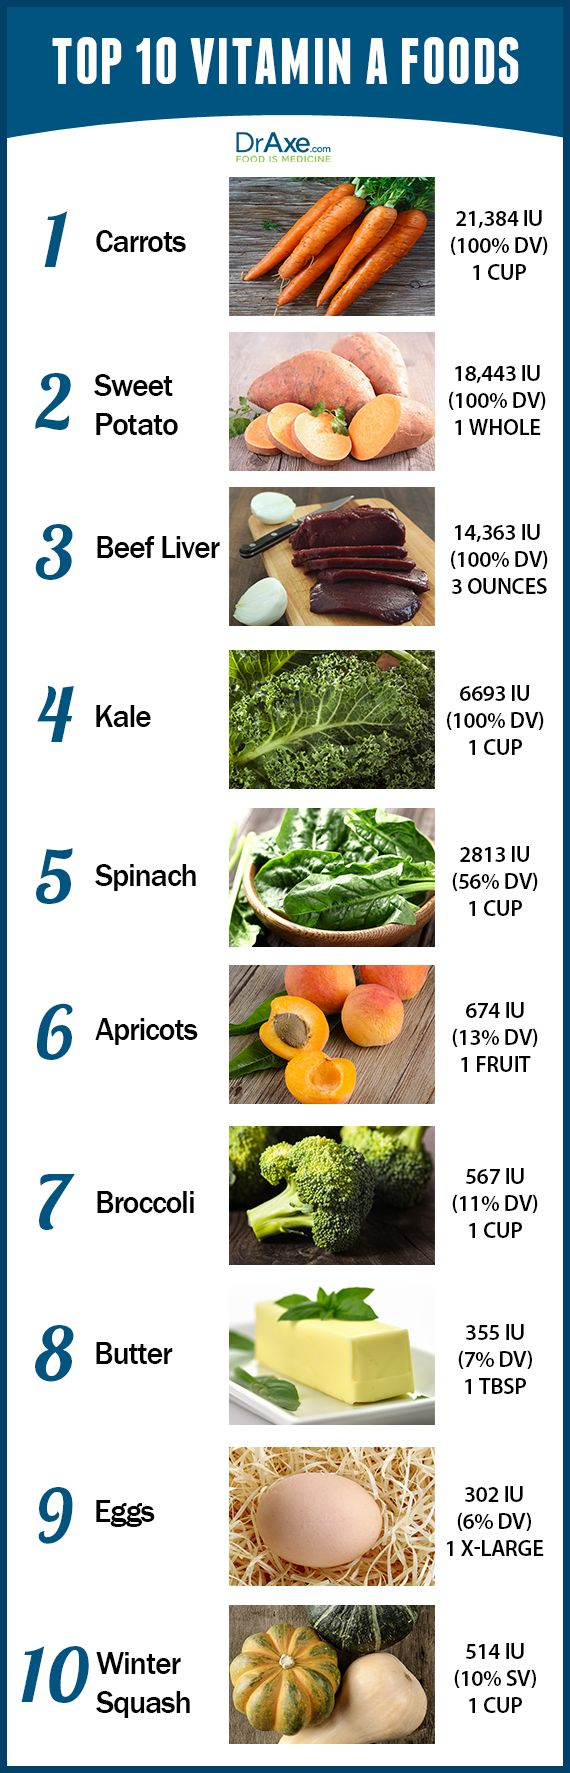 TOP 10 VITAMIN A FOODS
DrAxe.com
FOOD IS MEDICINE
1
Carrots
21,384 IU
(100% DV)
1 CUP
2
Sweet
Potato
18,443 IU
(100% DV)
1 WHOLE
3
Beef Liver
14,363 IU
(100% DV)
3 OUNCES
4
Kale
6693 IU
(100% DV)
1 CUP
5
Spinach
2813 IU
(56% DV)
1 CUP
6
Apricots
674 IU
(13% DV)
1 FRUIT
7
Broccoli
567 IU
(11% DV)
1 CUP
8
Butter
355 IU
(7% DV)
1 TBSP
9
Eggs
302 IU
(6% DV)
1 X-LARGE
10
Winter
Squash
514 IU
(10% SV)
1 CUP